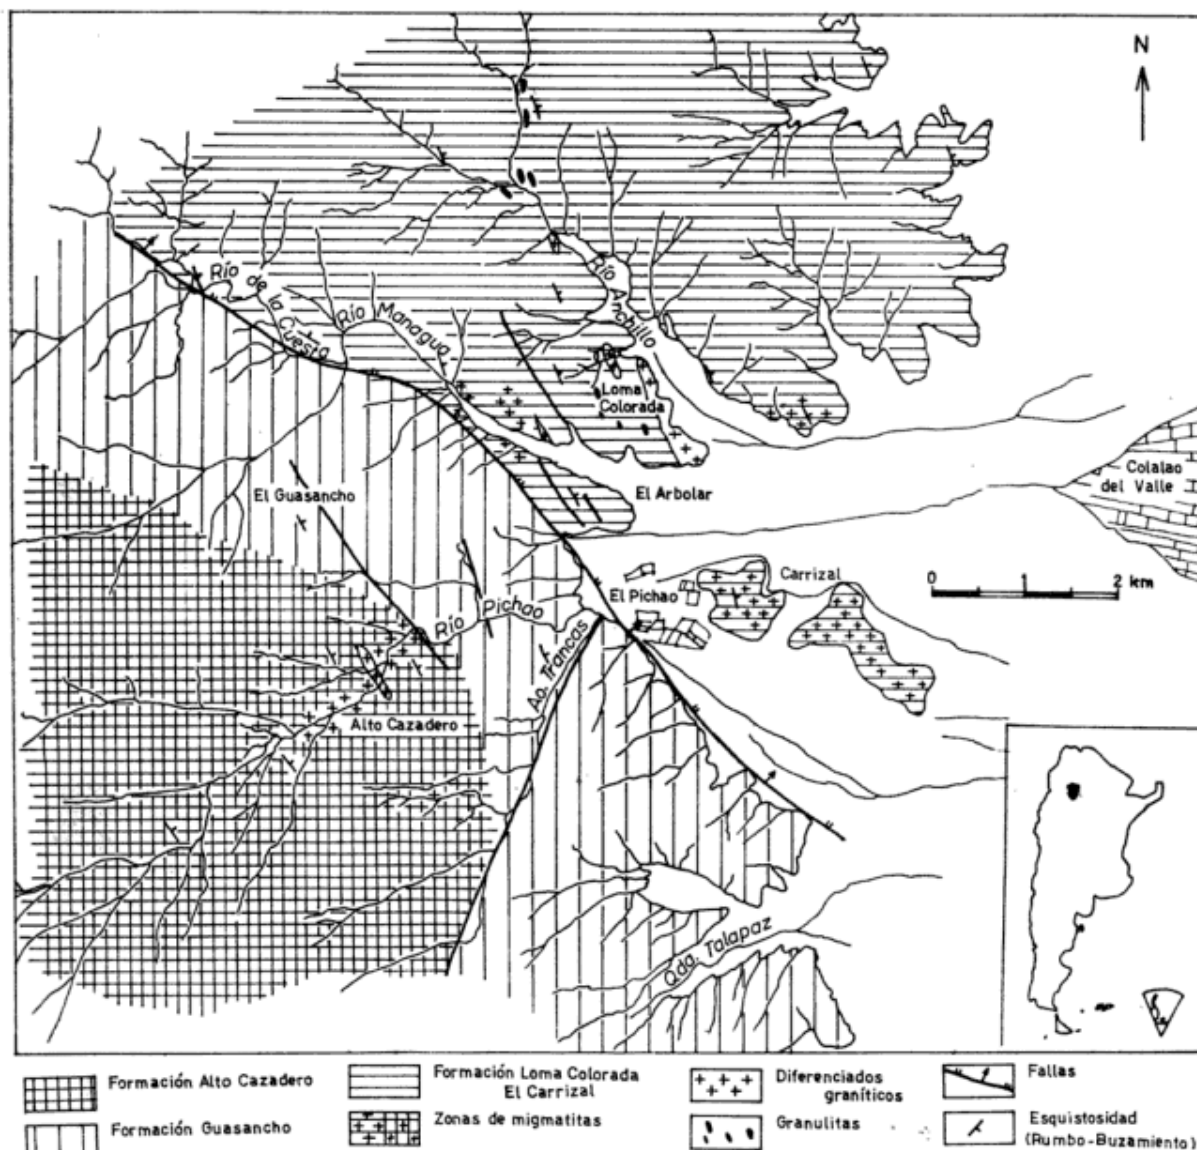 N
Río de la Cuesta
Río Managua
Río Anchillo
Loma
Colorada
El Guasancho
El Arbolar
Colalao
del Valle
0 1 2 km
Carrizal
El Pichao
Río Pichao
Ao. Trancas
Alto Cazadero
Qda. Talapaz
Formación Alto Cazadero
Formación Guasancho
Formación Loma Colorada
El Carrizal
Zonas de migmatitas
Diferenciados
graníticos
Granulitas
Fallas
Esquistosidad
(Rumbo-Buzamiento)